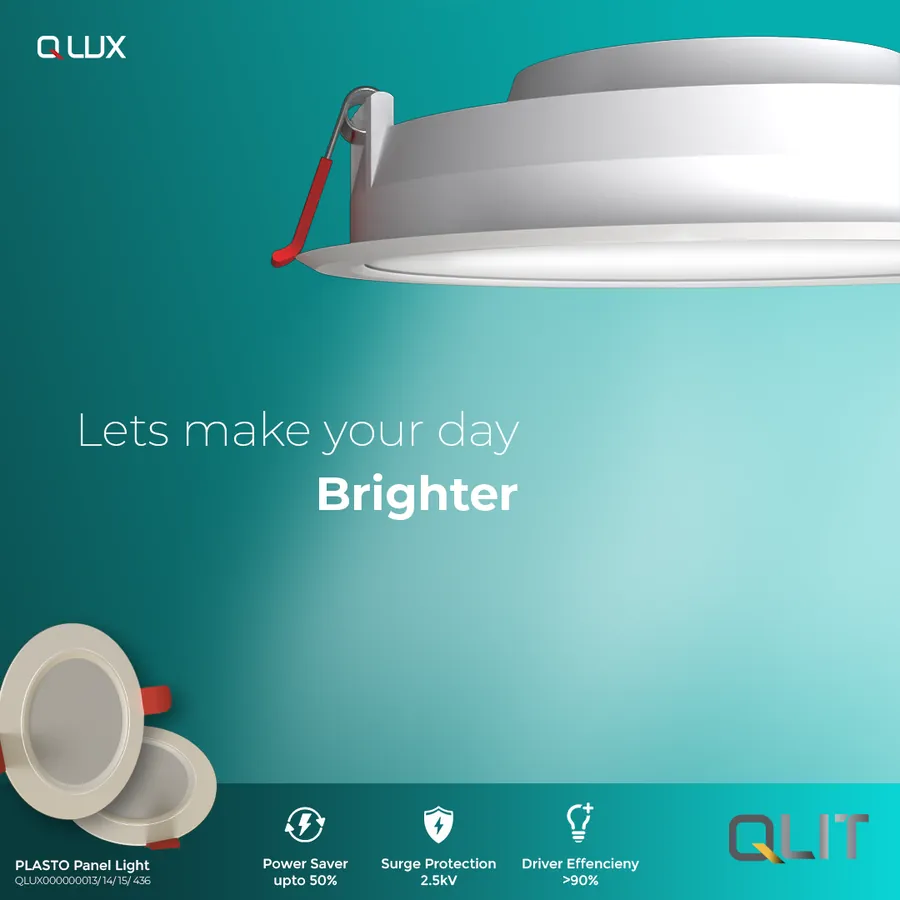 QLUX
Lets make your day
Brighter
PLASTO Panel Light
QLUX000000013/14/15/436
Power Saver
upto 50%
Surge Protection
2.5kV
Driver Effencieny
>90%
QLIT